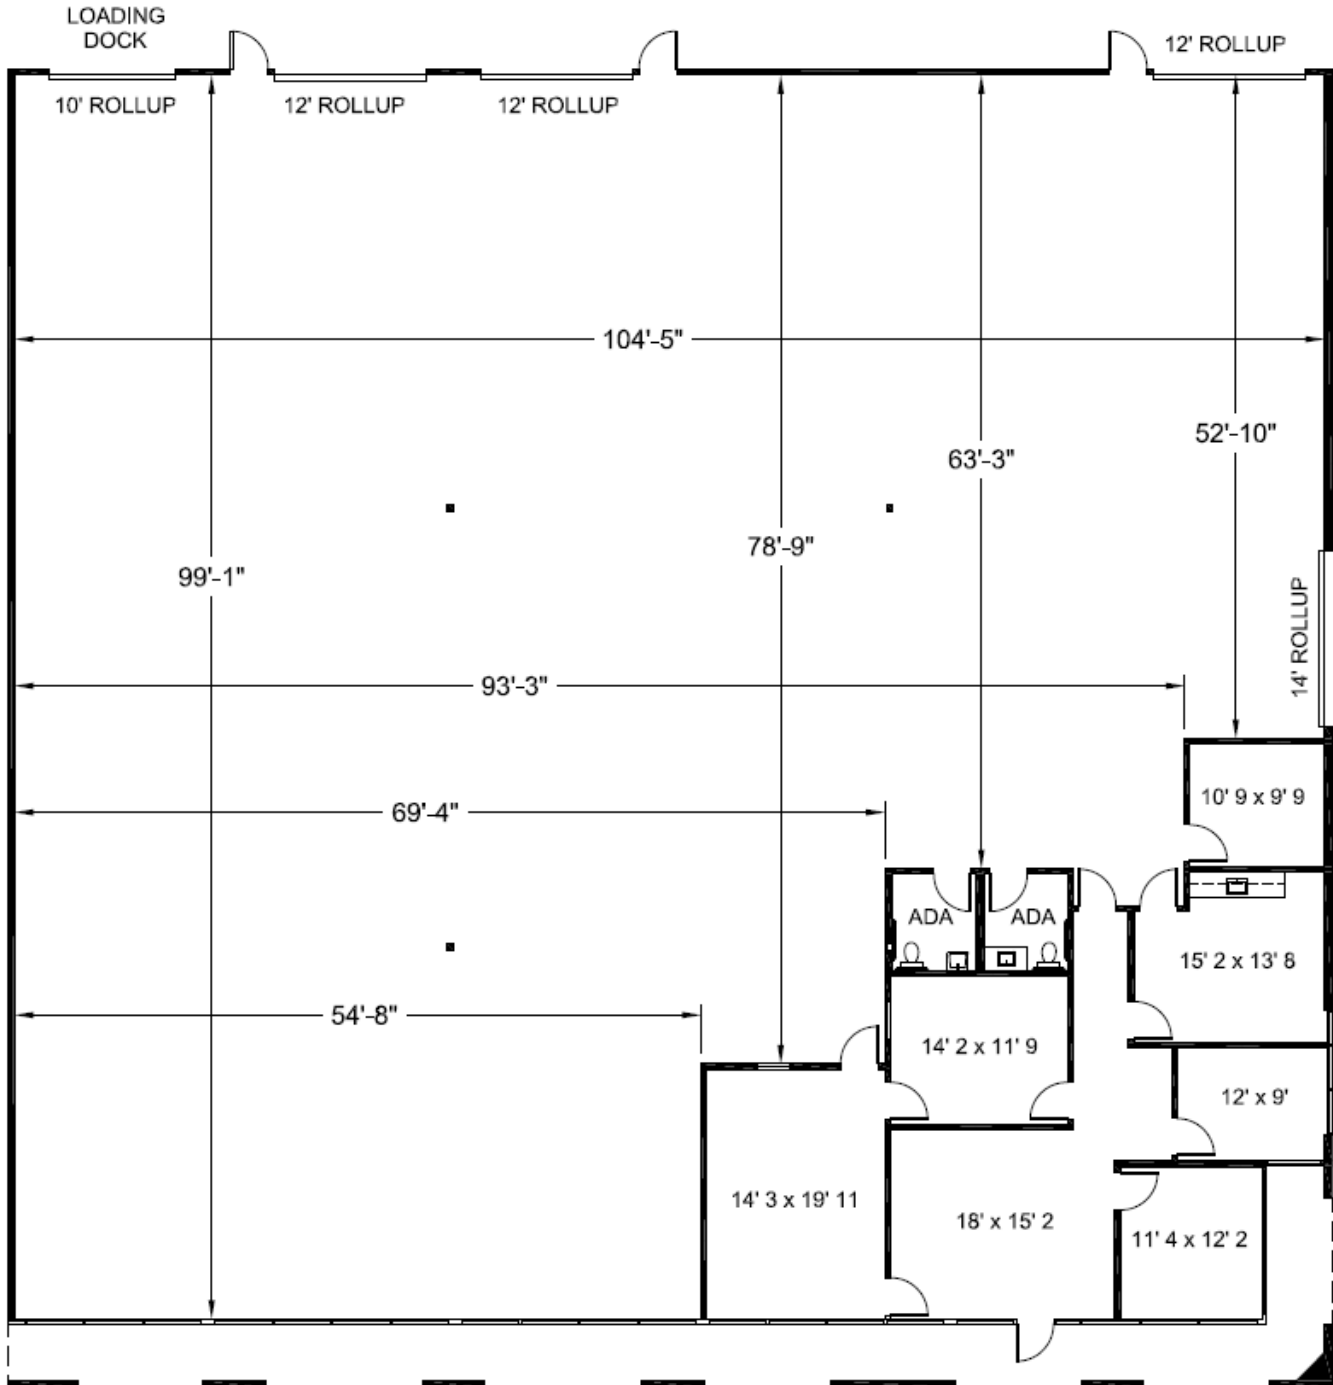 LOADING
DOCK
12' ROLLUP
10' ROLLUP
12' ROLLUP
12' ROLLUP
104'-5"
52'-10"
63'-3"
78'-9"
99'-1"
14' ROLLUP
93'-3"
10' 9 x 9' 9
69'-4"
ADA
ADA
15' 2 x 13' 8
54'-8"
14' 2 x 11' 9
12' x 9'
14' 3 x 19' 11
18' x 15' 2
11' 4 x 12' 2